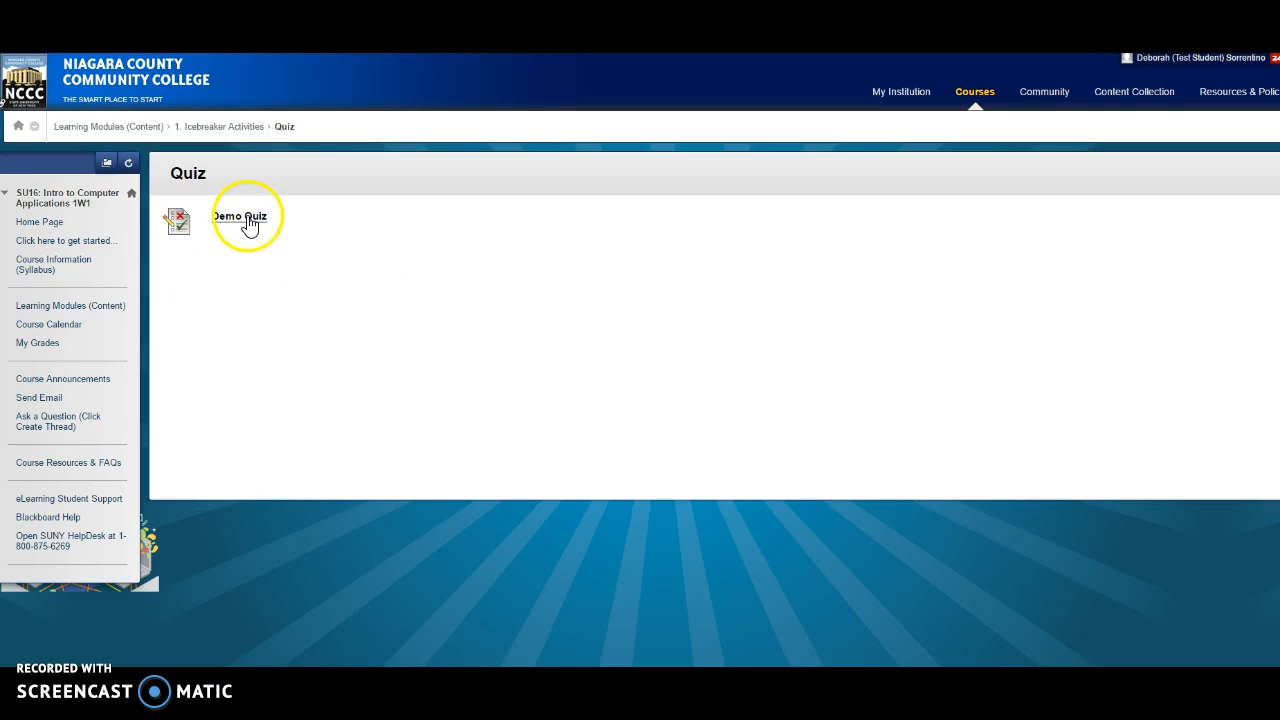 NIAGARA COUNTY
COMMUNITY COLLEGE
THE SMART PLACE TO START
NCCC
Deborah (Test Student) Sorrentino
24
My Institution
Courses
Community
Content Collection
Resources & Polic
Learning Modules (Content) > 1. Icebreaker Activities > Quiz
SU16: Intro to Computer
Applications 1W1
Home Page
Click here to get started...
Course Information
(Syllabus)
Learning Modules (Content)
Course Calendar
My Grades
Course Announcements
Send Email
Ask a Question (Click
Create Thread)
Course Resources & FAQs
eLearning Student Support
Blackboard Help
Open SUNY HelpDesk at 1-
800-875-6269
Quiz
Demo Quiz
RECORDED WITH
SCREENCAST MATIC